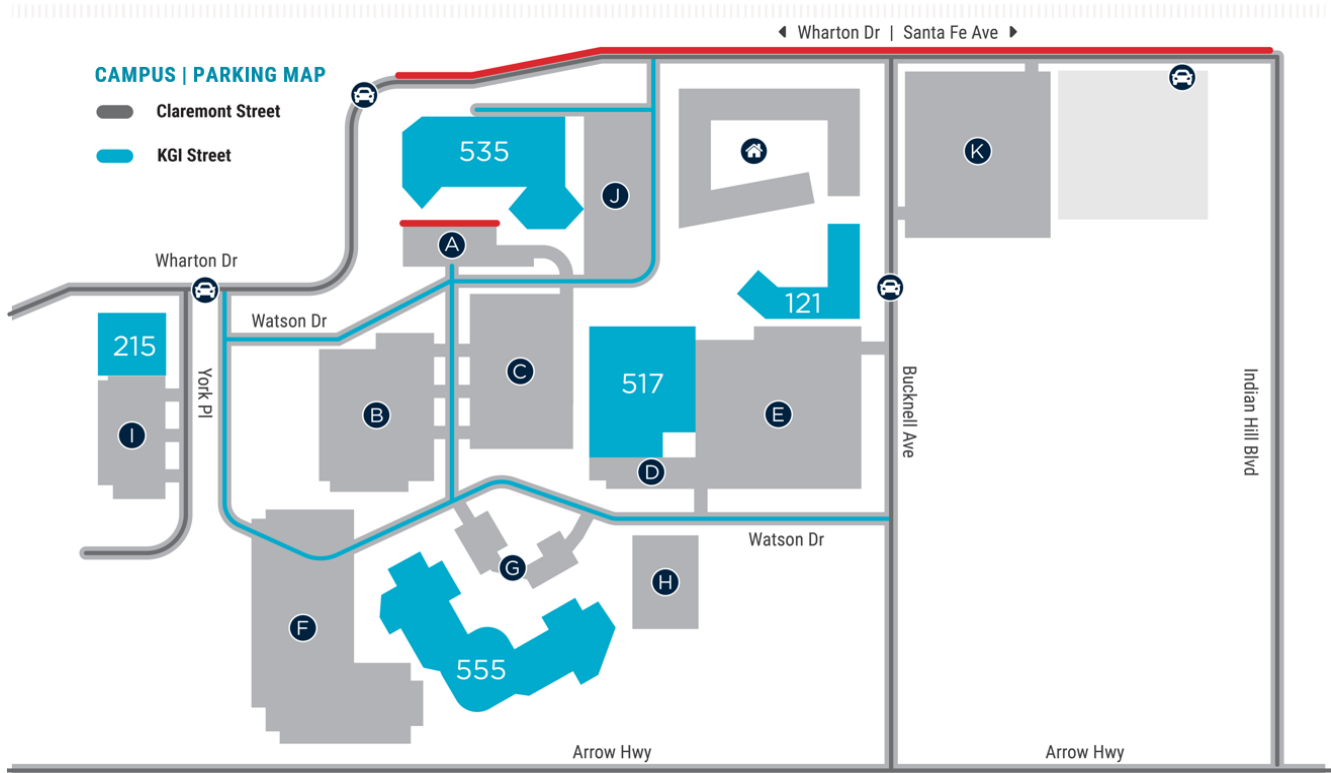 Wharton Dr | Santa Fe Ave
CAMPUS | PARKING MAP
Claremont Street
KGI Street
535
K
J
A
Wharton Dr
121
Watson Dr
215
York Pl
C
517
B
E
Bucknell Ave
Indian Hill Blvd
I
D
Watson Dr
G
H
F
555
Arrow Hwy
Arrow Hwy